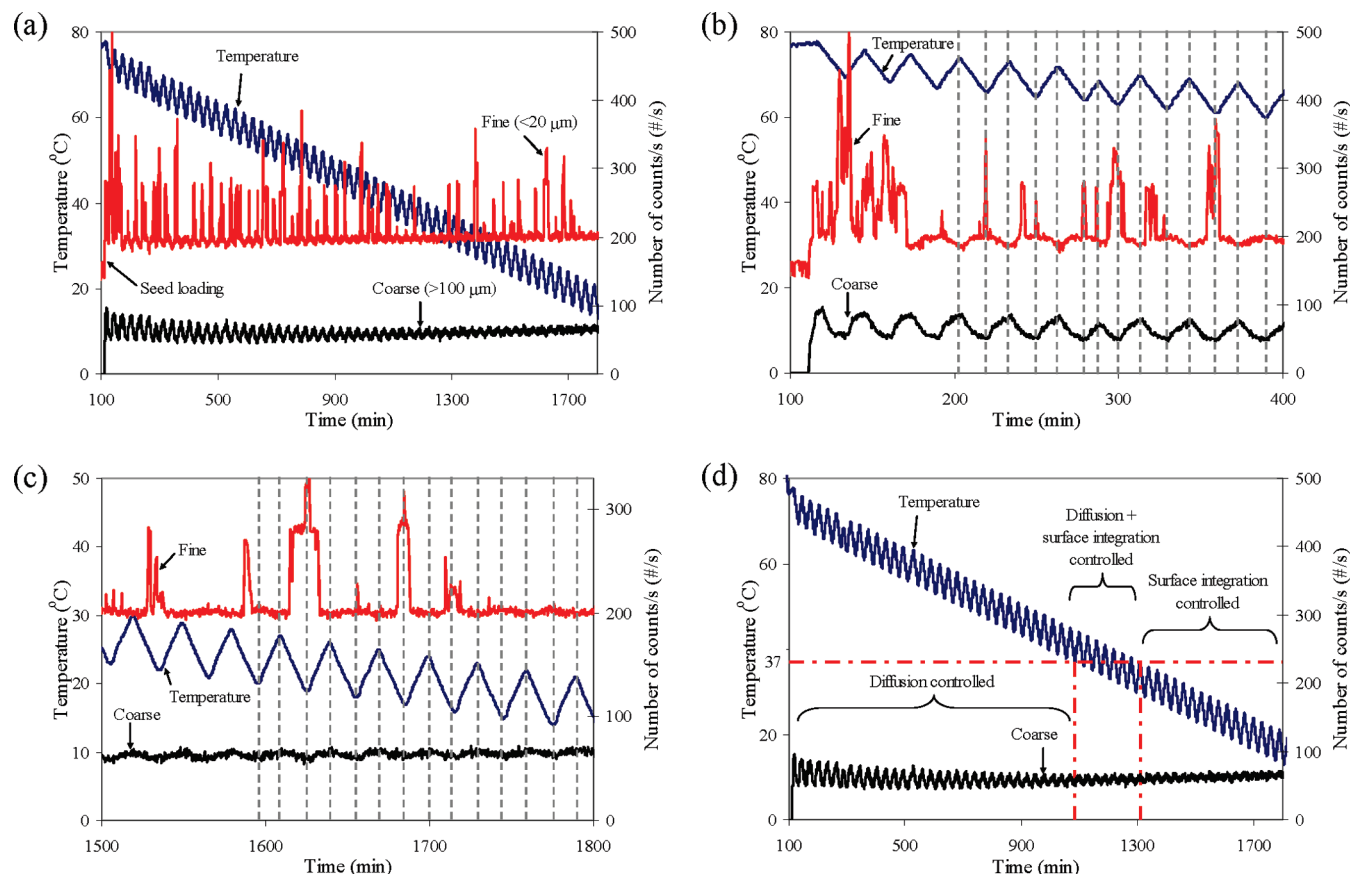 (a)
80
60
40
20
0
Temperature (°C)
500
400
300
200
100
0
Number of counts/s (#/s)
Temperature
Fine (<20 μm)
Seed loading
Coarse (>100 μm)
100
500
900
1300
1700
Time (min)
(b)
80
60
40
20
0
Temperature (°C)
500
400
300
200
100
0
Number of counts/s (#/s)
Temperature
Fine
Coarse
100
200
300
400
Time (min)
(c)
50
40
30
20
10
0
Temperature (°C)
300
200
100
0
Number of counts/s (#/s)
Fine
Temperature
Coarse
1500
1600
1700
1800
Time (min)
(d)
80
60
37
20
0
Temperature (°C)
500
400
300
200
100
0
Number of counts/s (#/s)
Temperature
Diffusion +
surface integration
controlled
Surface integration
controlled
Diffusion controlled
Coarse
100
500
900
1300
1700
Time (min)